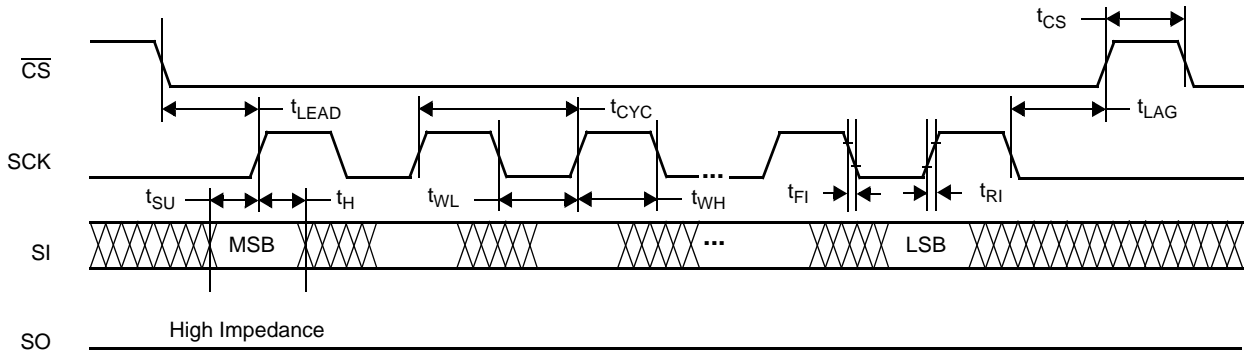 tCS
CS
tLEAD
tCYC
tLAG
SCK
...
tSU
tH
tWL
tWH
tFI
tRI
SI
MSB
...
LSB
High Impedance
SO